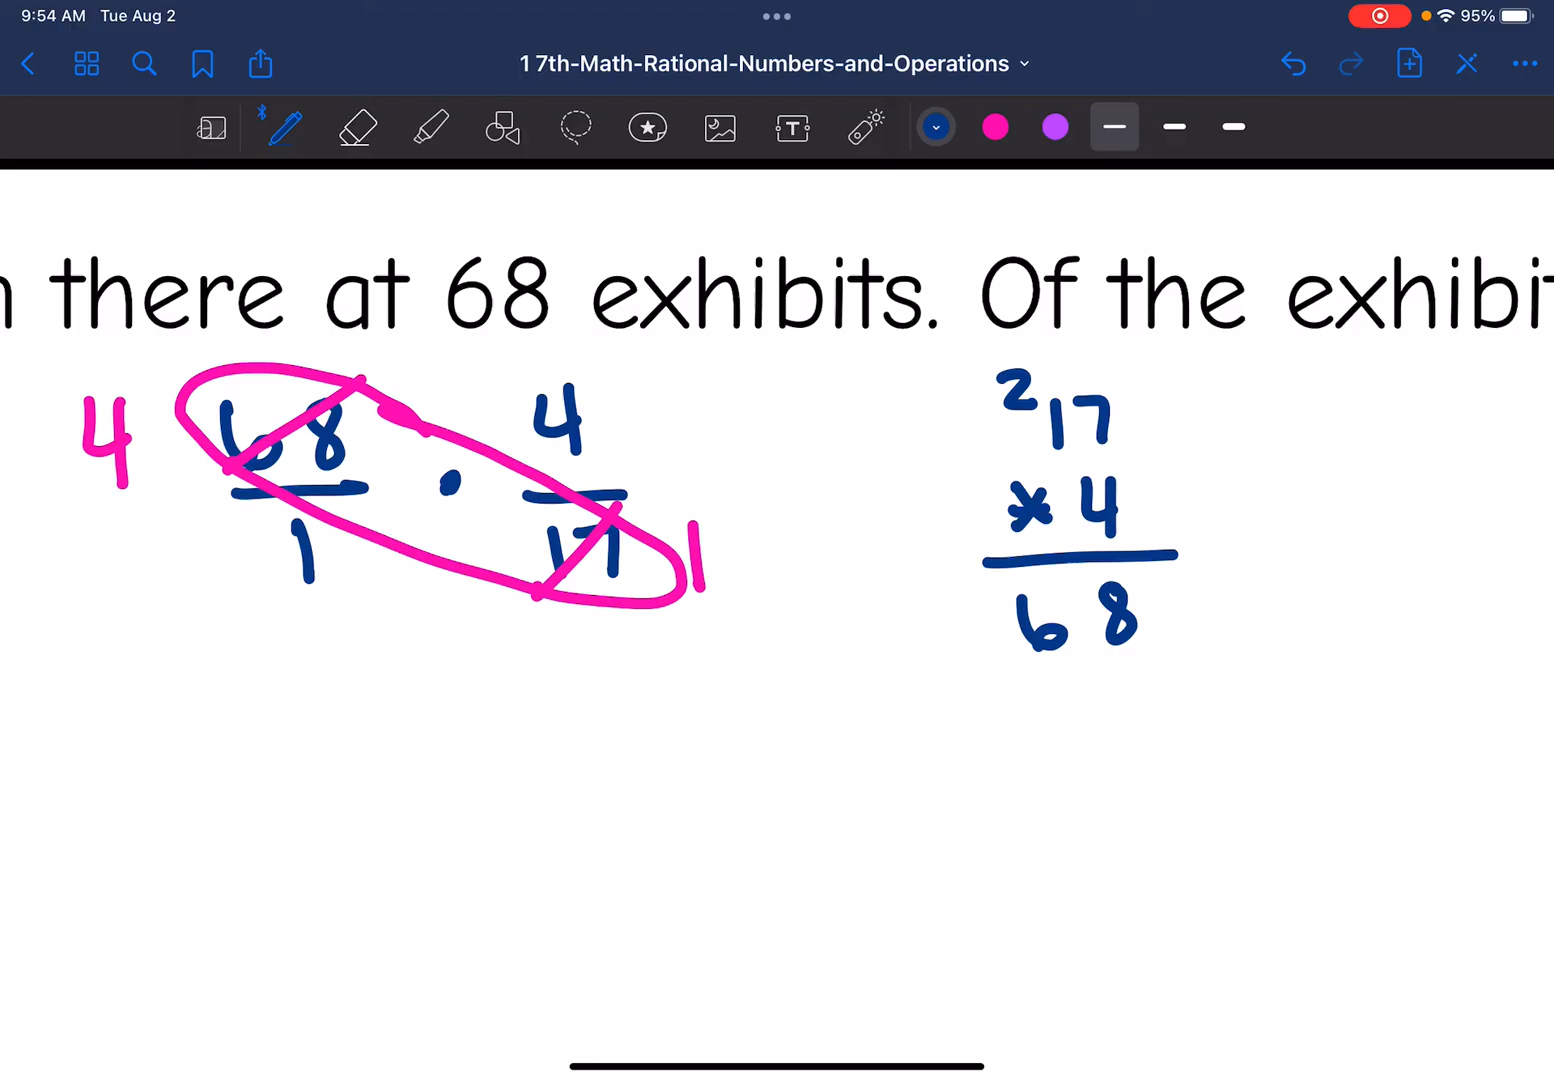 9:54 AM Tue Aug 2
95%
1 7th-Math-Rational-Numbers-and-Operations
there at 68 exhibits. Of the exhibit
4 68 · 4
1 17 1
2
17
* 4
68